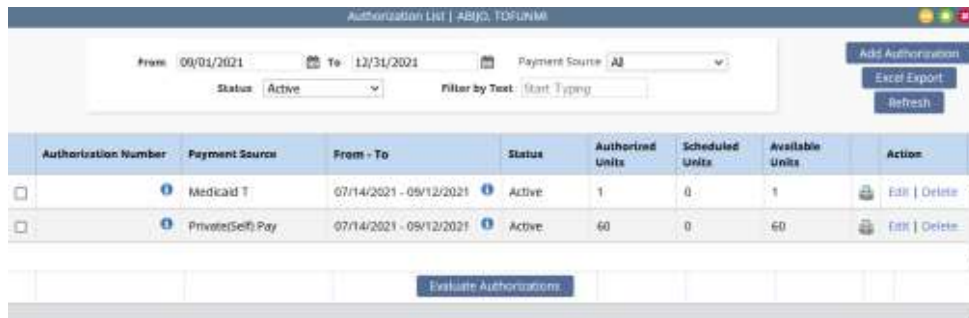 Authorization List | ABIJO, TOFUNMI
From 09/01/2021 To 12/31/2021 Payment Source All
Add Authorization
Status Active Filter by Text Start Typing
Excel Export
Refresh
Authorization Number Payment Source From - To Status Authorized Units Scheduled Units Available Units Action
Medicaid T 07/14/2021 - 09/12/2021 Active 1 0 1 Edit | Delete
Private(Self) Pay 07/14/2021 - 09/12/2021 Active 60 0 60 Edit | Delete
Evaluate Authorizations